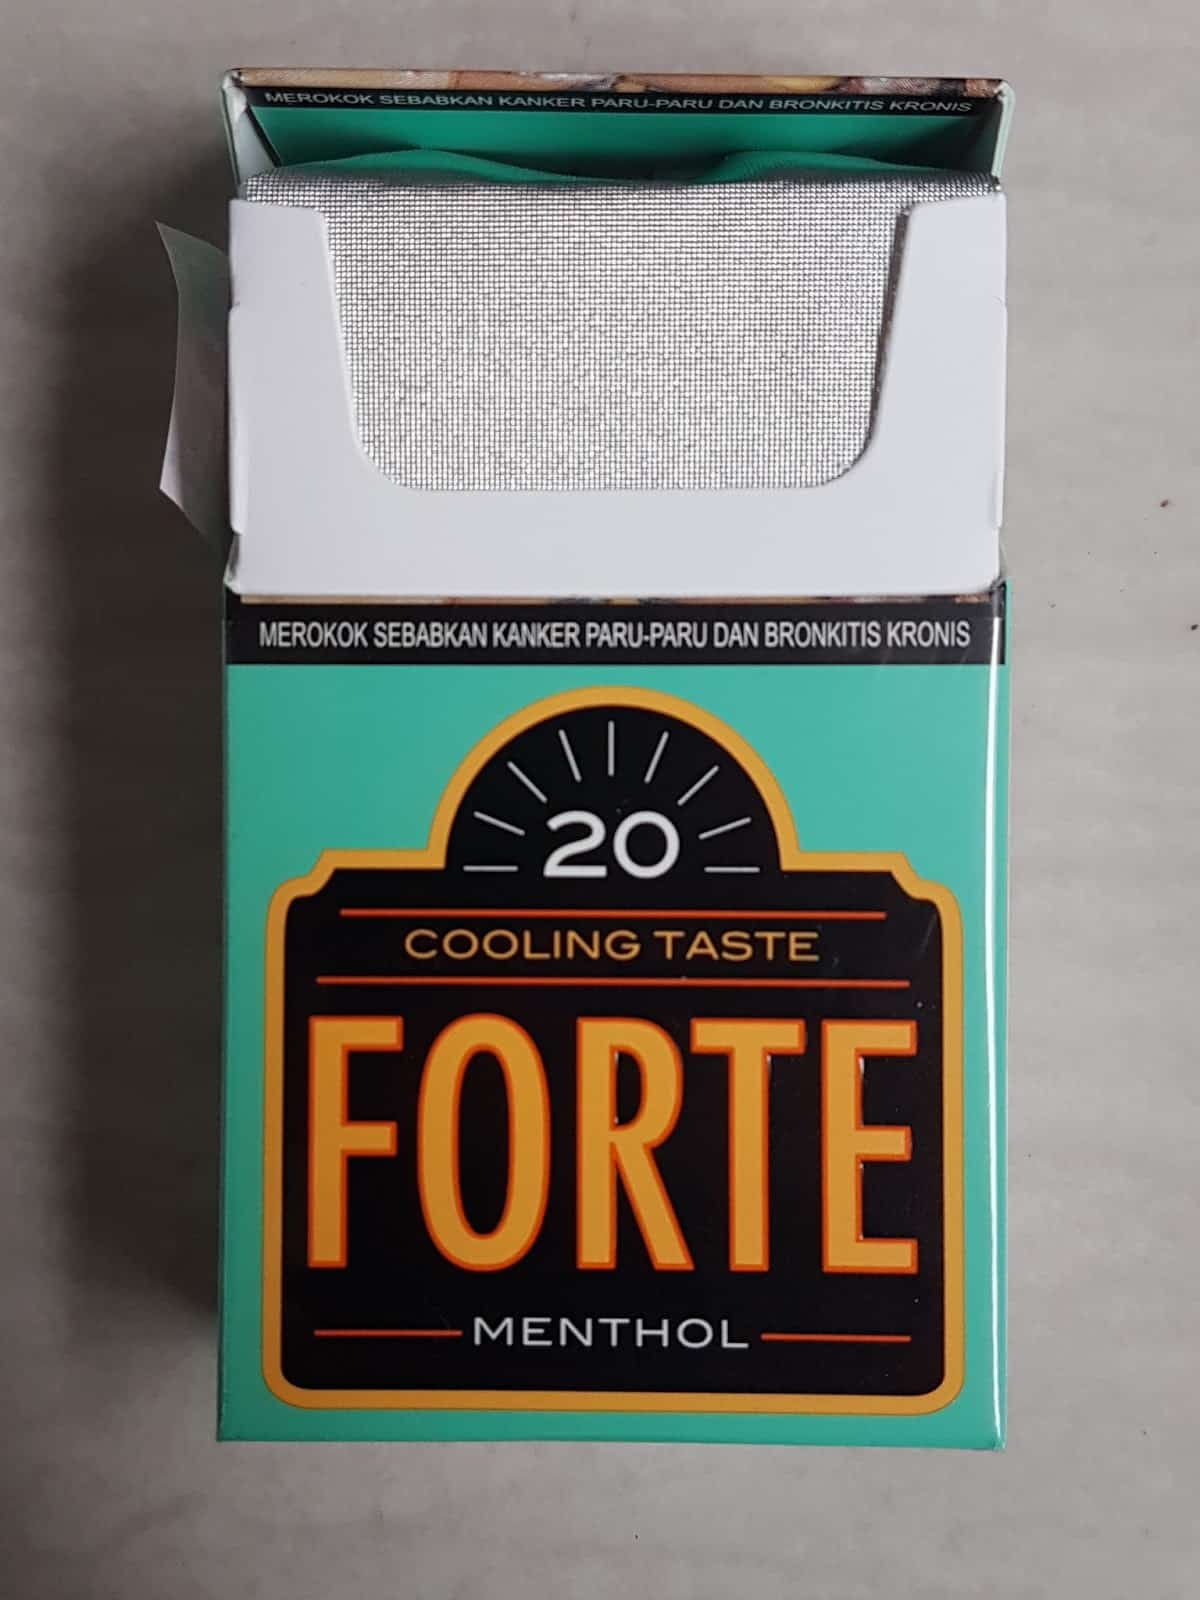 MEROKOK SEBABKAN KANKER PARU-PARU DAN BRONKITIS KRONIS
MEROKOK SEBABKAN KANKER PARU-PARU DAN BRONKITIS KRONIS
20
COOLING TASTE
FORTE
MENTHOL